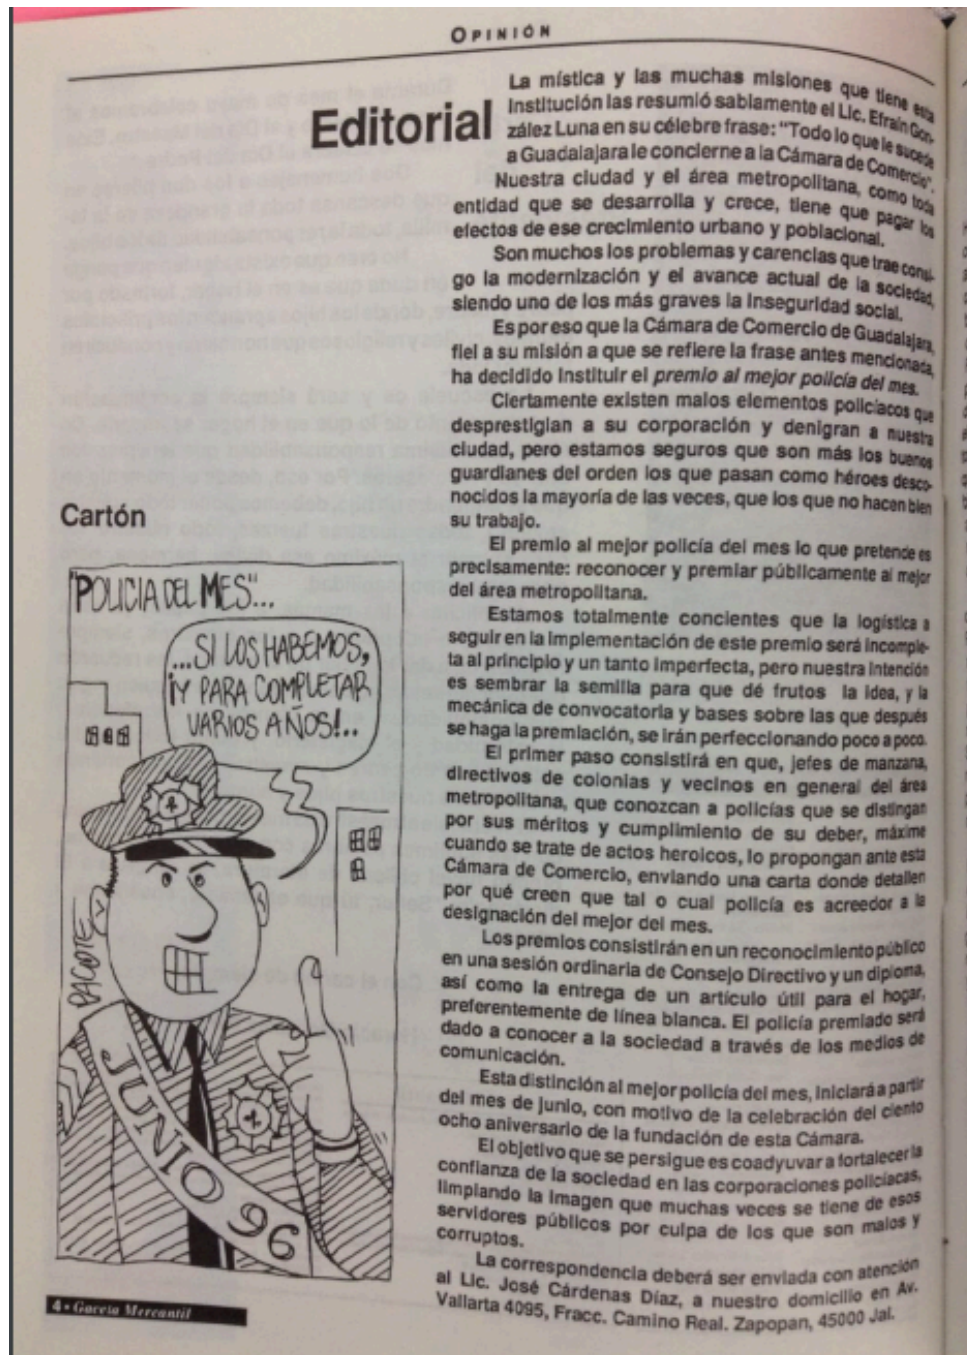 OPINIÓN
Editorial
La mística y las muchas misiones que tiene esta
Institución las resumió sabiamente el Lic. Efraín Gon-
zález Luna en su célebre frase: "Todo lo que le sucede
a Guadalajara le concierne a la Cámara de Comercio".
Nuestra ciudad y el área metropolitana, como toda
entidad que se desarrolla y crece, tiene que pagar los
efectos de ese crecimiento urbano y poblacional.
Son muchos los problemas y carencias que trae consi-
go la modernización y el avance actual de la sociedad,
siendo uno de los más graves la inseguridad social.
Es por eso que la Cámara de Comercio de Guadalajara,
fiel a su misión a que se refiere la frase antes mencionada,
ha decidido instituir el premio al mejor policía del mes.
Ciertamente existen malos elementos policíacos que
desprestigian a su corporación y denigran a nuestra
ciudad, pero estamos seguros que son más los buenos
guardianes del orden los que pasan como héroes desco-
nocidos la mayoría de las veces, que los que no hacen bien
su trabajo.
El premio al mejor policía del mes lo que pretende es
precisamente: reconocer y premiar públicamente al mejor
del área metropolitana.
Estamos totalmente concientes que la logística a
seguir en la implementación de este premio será incomple-
ta al principio y un tanto imperfecta, pero nuestra intención
es sembrar la semilla para que dé frutos la idea, y la
mecánica de convocatoria y bases sobre las que después
se haga la premiación, se irán perfeccionando poco a poco.
El primer paso consistirá en que, jefes de manzana,
directivos de colonias y vecinos en general del área
metropolitana, que conozcan a policías que se distingan
por sus méritos y cumplimiento de su deber, máxime
cuando se trate de actos heroicos, lo propongan ante esta
Cámara de Comercio, enviando una carta donde detallen
por qué creen que tal o cual policía es acreedor a la
designación del mejor del mes.
Los premios consistirán en un reconocimiento público
en una sesión ordinaria de Consejo Directivo y un diploma,
así como la entrega de un artículo útil para el hogar,
preferentemente de línea blanca. El policía premiado será
dado a conocer a la sociedad a través de los medios de
comunicación.
Esta distinción al mejor policía del mes, iniciará a partir
del mes de junio, con motivo de la celebración del ciento
ocho aniversario de la fundación de esta Cámara.
El objetivo que se persigue es coadyuvar a fortalecer la
confianza de la sociedad en las corporaciones policíacas,
limpiando la imagen que muchas veces se tiene de esos
servidores públicos por culpa de los que son malos y
corruptos.
La correspondencia deberá ser enviada con atención
al Lic. José Cárdenas Díaz, a nuestro domicilio en Av.
Vallarta 4095, Fracc. Camino Real. Zapopan, 45000 Jal.
Cartón
"POLICIA DEL MES"...
...SI LOS HABEMOS,
¡Y PARA COMPLETAR
VARIOS AÑOS!..
PACOTE
JUNIO 96
4 • Gaceta Mercantil